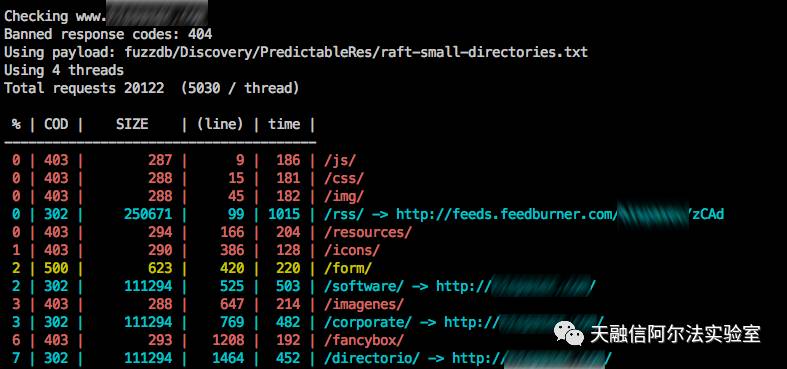 Checking www.
Banned response codes: 404
Using payload: fuzzdb/Discovery/PredictableRes/raft-small-directories.txt
Using 4 threads
Total requests 20122  (5030 / thread)
% | COD |    SIZE    | (line) | time |
0 | 403 |        287 |      9 |  186 | /js/
0 | 403 |        288 |     15 |  181 | /css/
0 | 403 |        288 |     45 |  182 | /img/
0 | 302 |     250671 |     99 | 1015 | /rss/ -> http://feeds.feedburner.com/ /zCAd
0 | 403 |        294 |    166 |  204 | /resources/
1 | 403 |        290 |    386 |  128 | /icons/
2 | 500 |        623 |    420 |  220 | /form/
2 | 302 |     111294 |    525 |  503 | /software/ -> http:// /
3 | 403 |        288 |    647 |  214 | /imagenes/
3 | 302 |     111294 |    769 |  482 | /corporate/ -> http:// /
6 | 403 |        293 |   1208 |  192 | /fancybox/
7 | 302 |     111294 |   1464 |  452 | /directorio/ -> http:// /
天融信阿尔法实验室